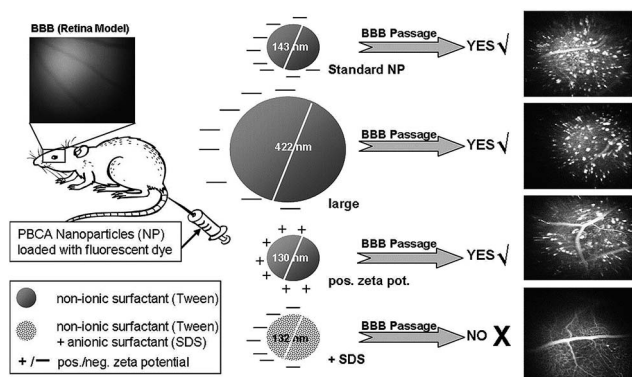 BBB (Retina Model)
PBCA Nanoparticles (NP)
loaded with fluorescent dye
non-ionic surfactant (Tween)
non-ionic surfactant (Tween)
+ anionic surfactant (SDS)
+ / − pos./neg. zeta potential
143 nm
Standard NP
BBB Passage
YES √
422 nm
large
BBB Passage
YES √
130 nm
pos. zeta pot.
BBB Passage
YES √
132 nm
+ SDS
BBB Passage
NO X